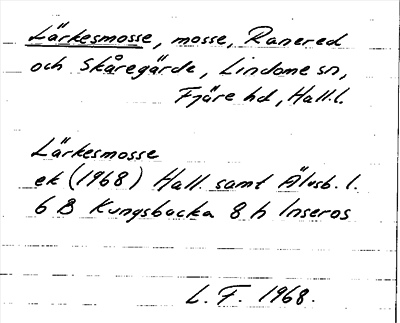 Lärkesmosse, mosse, Ranered
och Skåregärde, Lindome sn,
Fjäre hd, Hall.l.
Lärkesmosse
ek (1968) Hall. samt Älvsb. l.
6 B Kungsbacka 8 h Inseros
L. F. 1968.